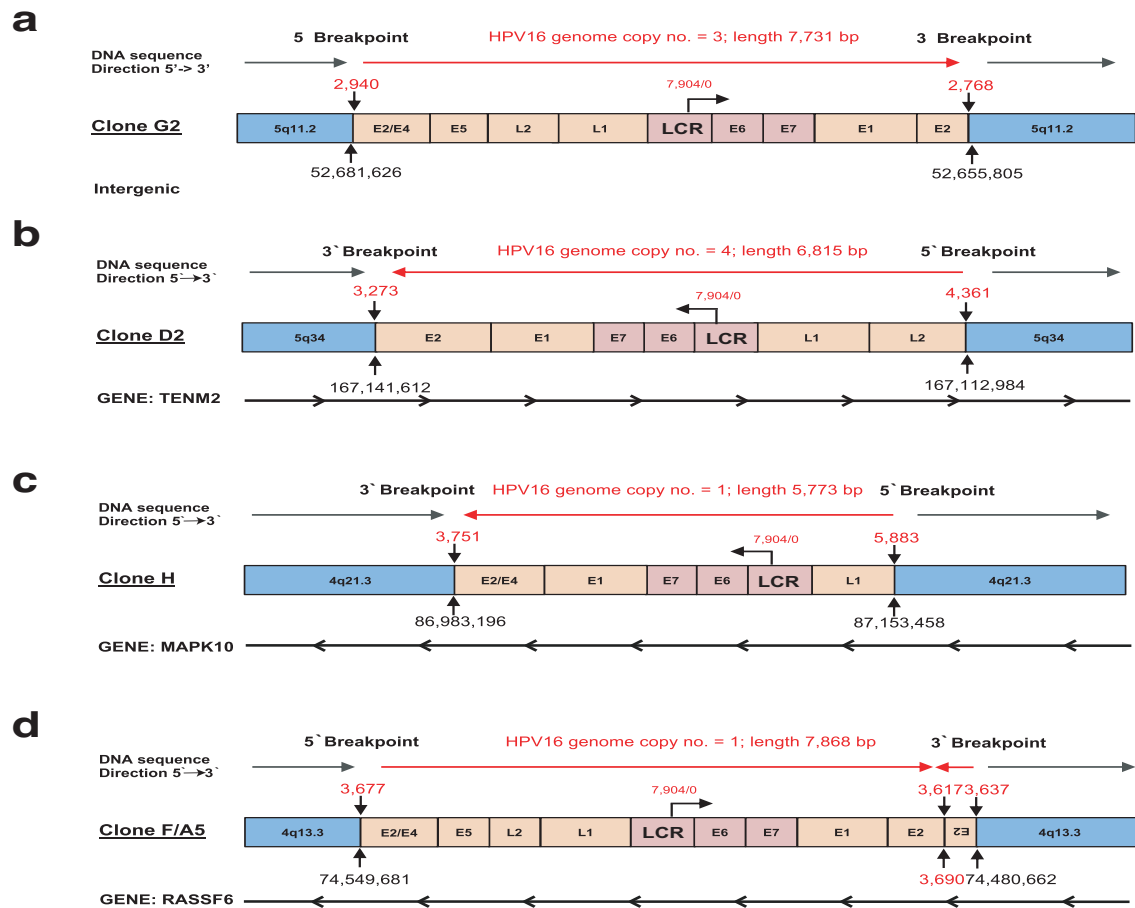 a
5 Breakpoint
HPV16 genome copy no. = 3; length 7,731 bp
3 Breakpoint
DNA sequence
Direction 5'-> 3'
2,940
7,904/0
2,768
Clone G2
5q11.2 E2/E4 E5 L2 L1 LCR E6 E7 E1 E2 5q11.2
52,681,626
52,655,805
Intergenic
b
3` Breakpoint
HPV16 genome copy no. = 4; length 6,815 bp
5` Breakpoint
DNA sequence
Direction 5`→3`
3,273
7,904/0
4,361
Clone D2
5q34 E2 E1 E7 E6 LCR L1 L2 5q34
167,141,612
167,112,984
GENE: TENM2
c
3` Breakpoint
HPV16 genome copy no. = 1; length 5,773 bp
5` Breakpoint
DNA sequence
Direction 5`→3`
3,751
7,904/0
5,883
Clone H
4q21.3 E2/E4 E1 E7 E6 LCR L1 4q21.3
86,983,196
87,153,458
GENE: MAPK10
d
5` Breakpoint
HPV16 genome copy no. = 1; length 7,868 bp
3` Breakpoint
DNA sequence
Direction 5`→3`
3,677
7,904/0
3,617 3,637
Clone F/A5
4q13.3 E2/E4 E5 L2 L1 LCR E6 E7 E1 E2 E2 4q13.3
74,549,681
3,690 74,480,662
GENE: RASSF6